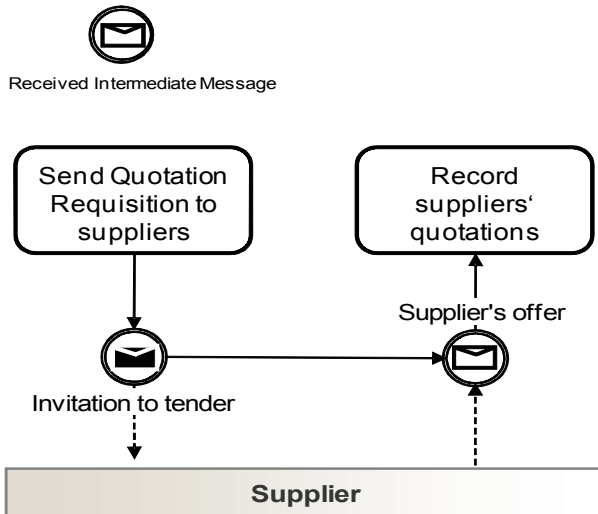 Received Intermediate Message
Send Quotation
Requisition to
suppliers
Record
suppliers‘
quotations
Supplier's offer
Invitation to tender
Supplier